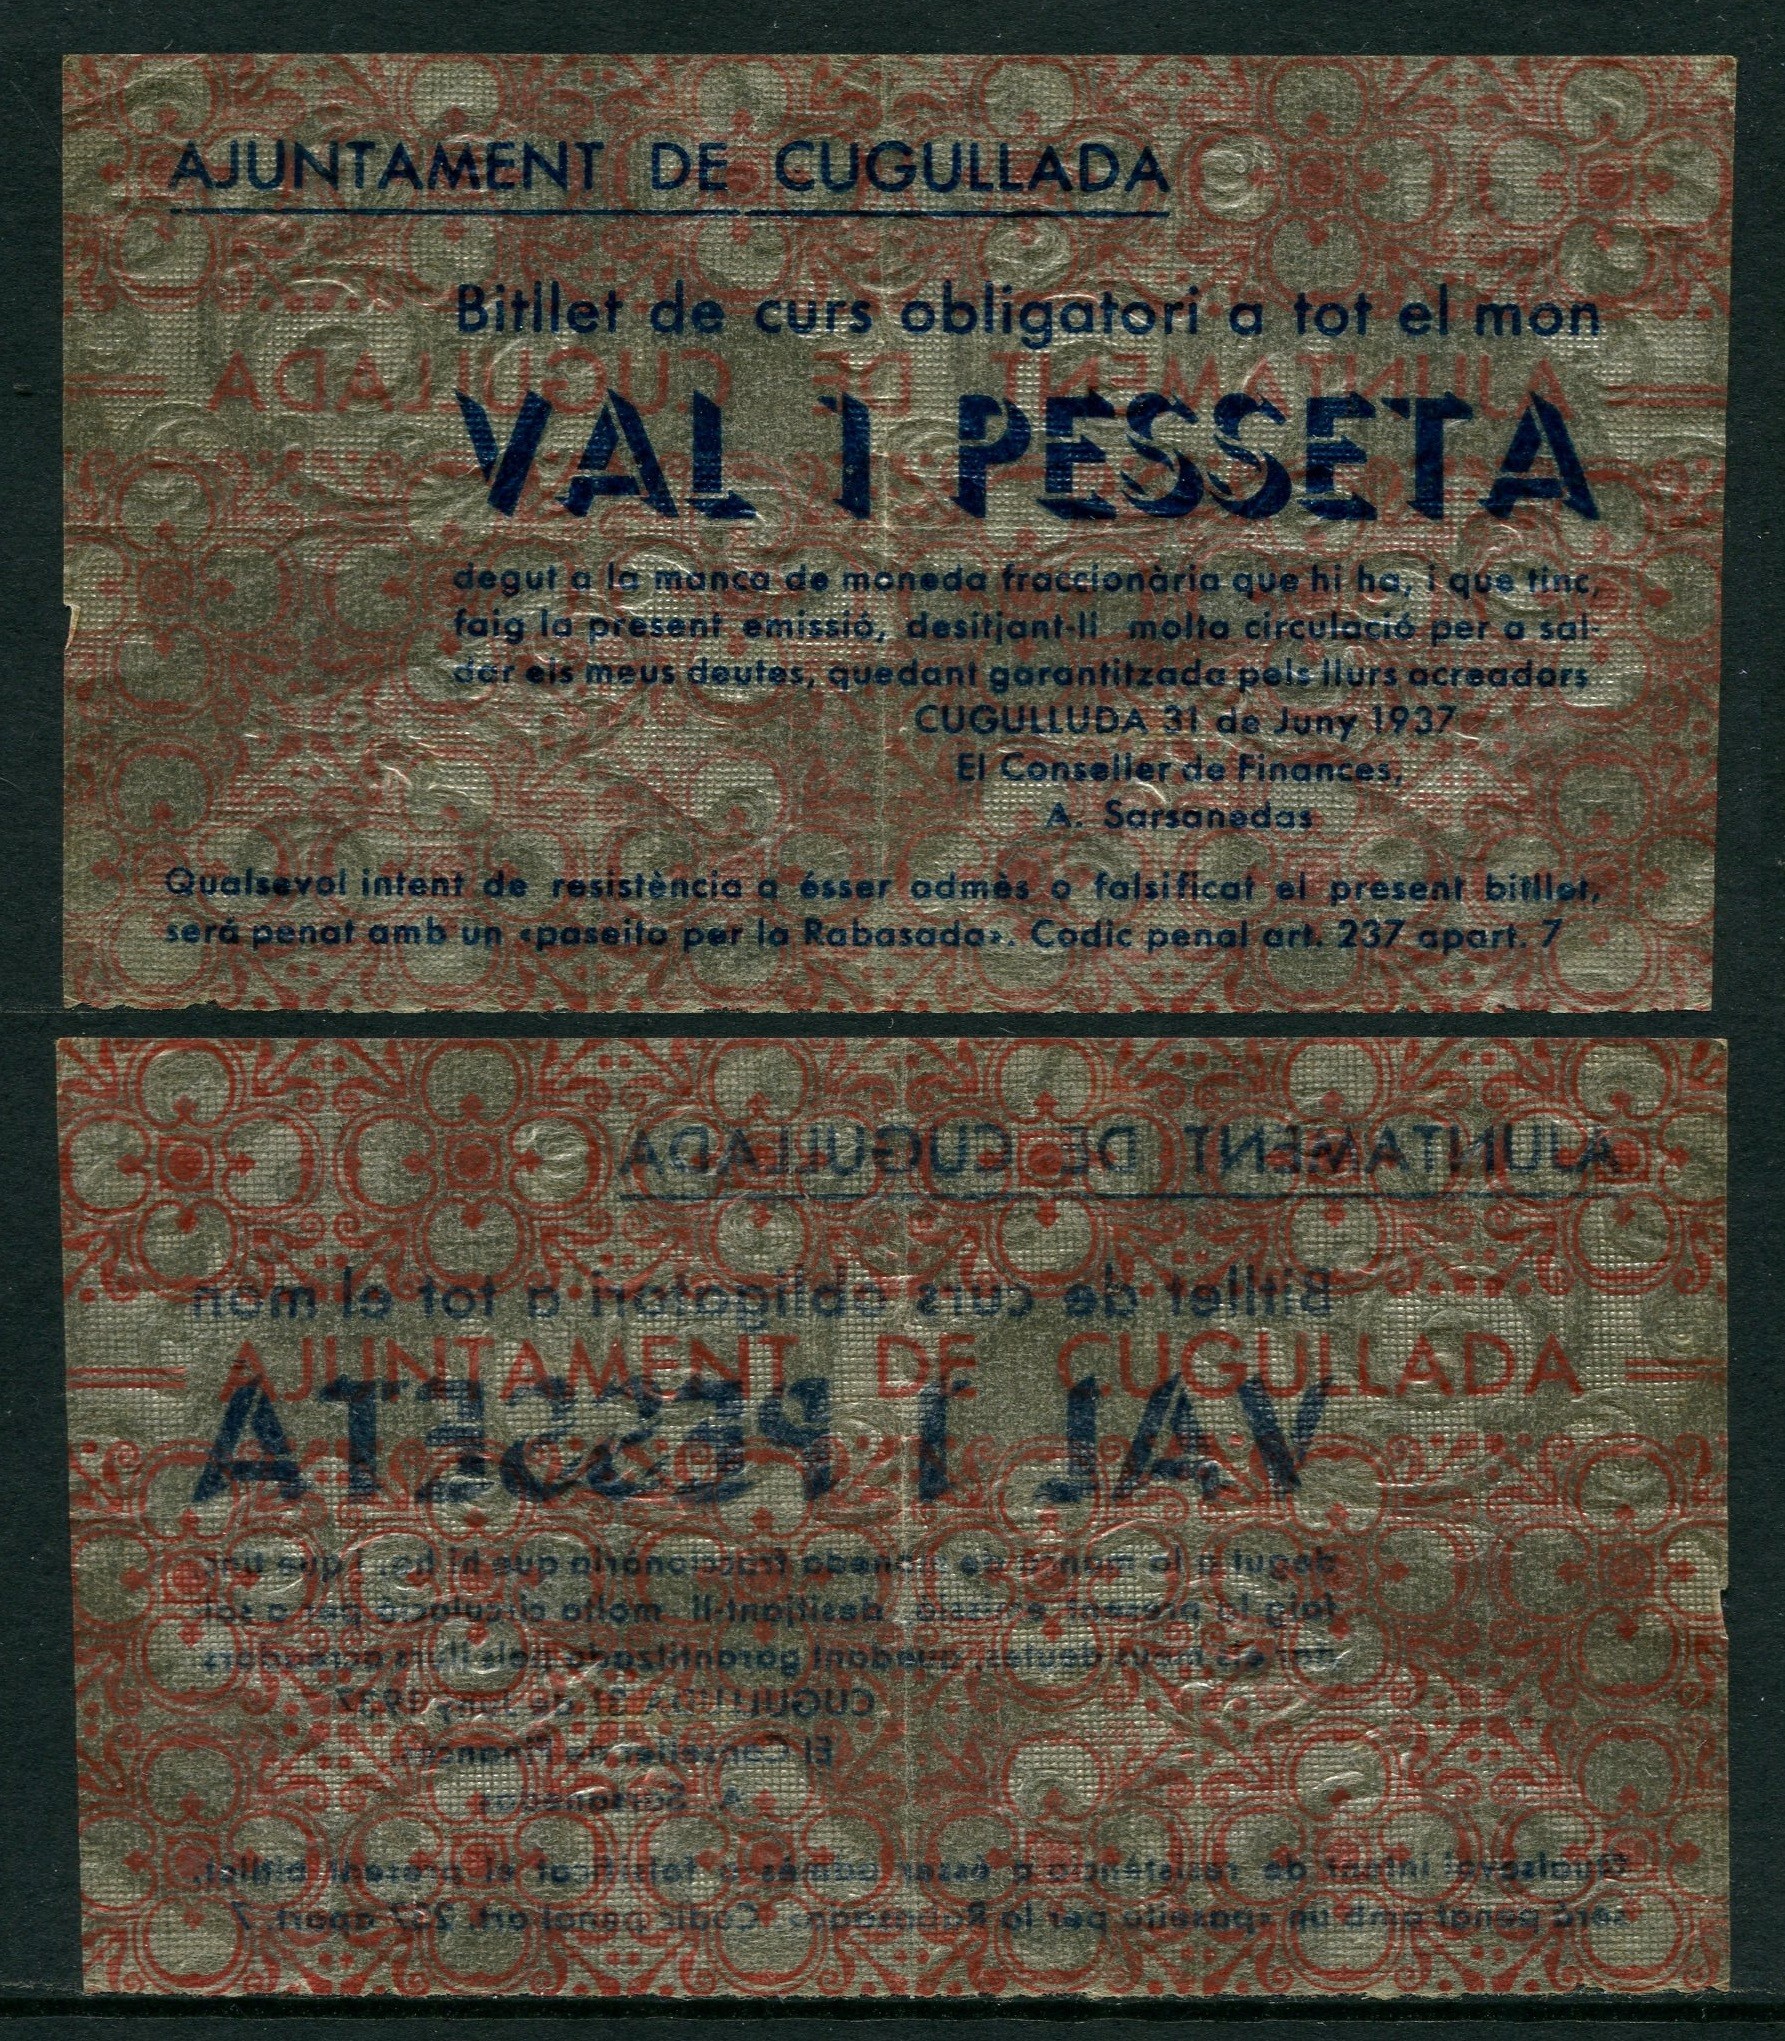 AJUNTAMENT DE CUGULLADA
Bitllet de curs obligatori a tot el mon
VAL 1 PESSETA
degut a la manca de moneda fraccionària que hi ha, i que tinc,
faig la present emissió, desitjant-li molta circulació per a sal-
dar els meus deutes, quedant garantitzada pels llurs acreadors
CUGULLUDA 31 de Juny 1937
El Conseller de Finances,
A. Sarsanedas
Qualsevol intent de resistència a ésser admès o falsificat el present bitllet,
será penat amb un «paseito per la Rabasada». Codic penal art. 237 apart. 7
AJUNTAMENT DE CUGULLADA